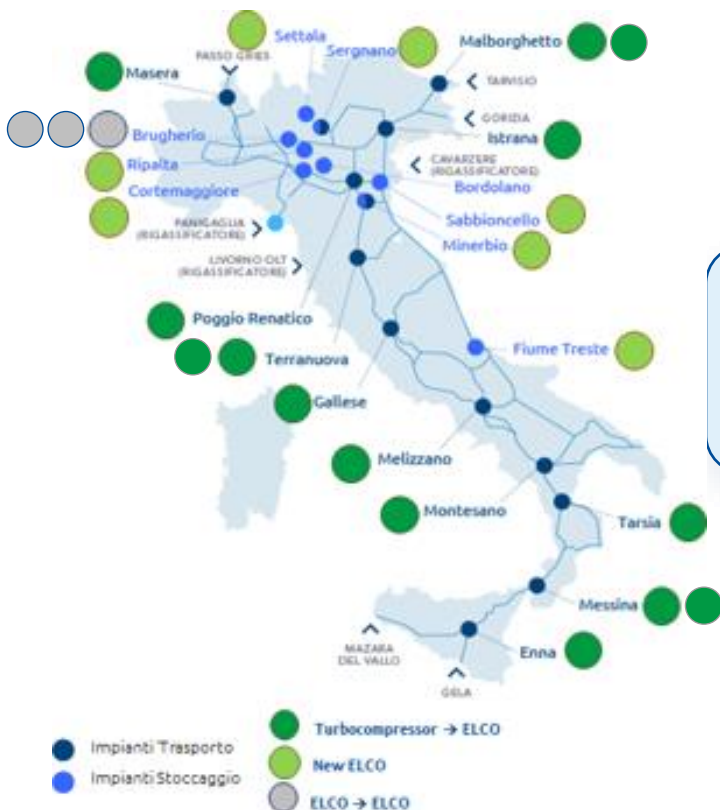 Settala
PASSO GRIES
Sergnano
Malborghetto
Masera
TARVISIO
GORIZIA
Brugherio
Istrana
Ripalta
CAVARZERE
(RIGASSIFICATORE)
Cortemaggiore
Bordolano
PANIGAGLIA
(RIGASSIFICATORE)
Sabbioncello
Minerbio
LIVORNO OLT
(RIGASSIFICATORE)
Poggio Renatico
Terranuova
Fiume Treste
Gallese
Melizzano
Montesano
Tarsia
Messina
Enna
MAZARA
DEL VALLO
GELA
Impianti Trasporto
Impianti Stoccaggio
Turbocompressor → ELCO
New ELCO
ELCO → ELCO